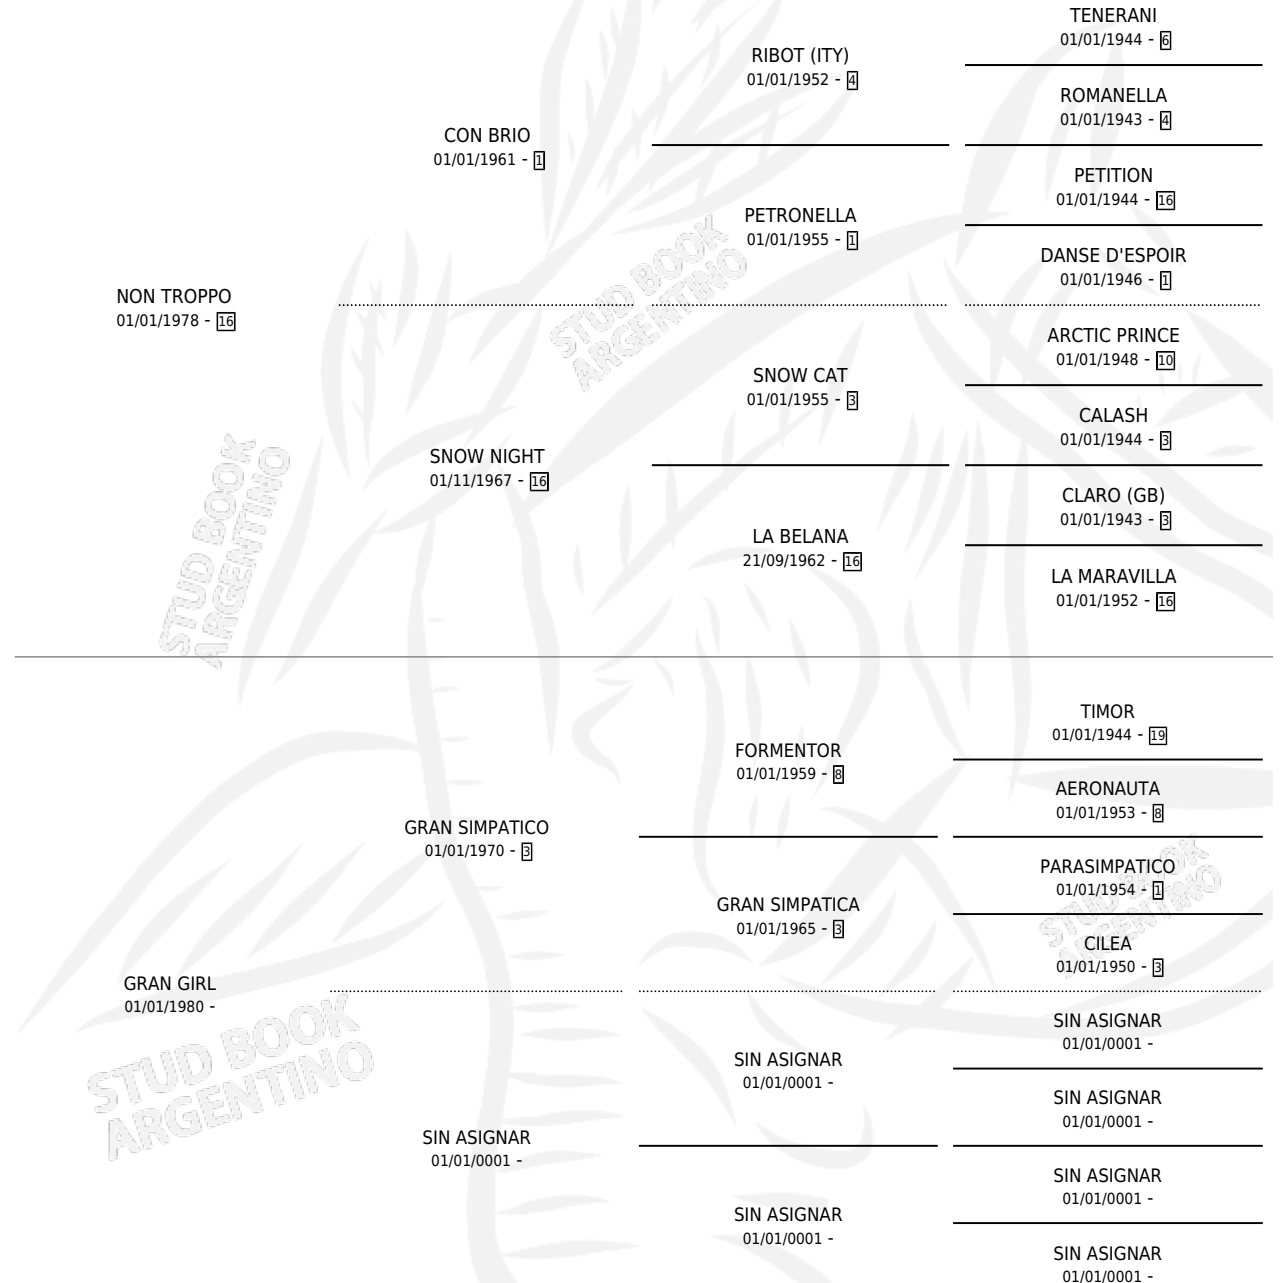 TENERANI
01/01/1944 - 6
RIBOT (ITY)
01/01/1952 - 4
ROMANELLA
01/01/1943 - 4
CON BRIO
01/01/1961 - 1
PETITION
01/01/1944 - 16
PETRONELLA
01/01/1955 - 1
DANSE D'ESPOIR
01/01/1946 - 1
NON TROPPO
01/01/1978 - 16
STUD BOOK
ARGENTINO
ARCTIC PRINCE
01/01/1948 - 10
SNOW CAT
01/01/1955 - 3
CALASH
01/01/1944 - 3
SNOW NIGHT
01/11/1967 - 16
CLARO (GB)
01/01/1943 - 3
LA BELANA
21/09/1962 - 16
LA MARAVILLA
01/01/1952 - 16
STUD BOOK
ARGENTINO
TIMOR
01/01/1944 - 19
FORMENTOR
01/01/1959 - 8
AERONAUTA
01/01/1953 - 8
GRAN SIMPATICO
01/01/1970 - 3
PARASIMPATICO
01/01/1954 - 1
GRAN SIMPATICA
01/01/1965 - 3
CILEA
01/01/1950 - 3
STUD BOOK
ARGENTINO
GRAN GIRL
01/01/1980 -
SIN ASIGNAR
01/01/0001 -
SIN ASIGNAR
01/01/0001 -
SIN ASIGNAR
01/01/0001 -
STUD BOOK
ARGENTINO
SIN ASIGNAR
01/01/0001 -
SIN ASIGNAR
01/01/0001 -
SIN ASIGNAR
01/01/0001 -
SIN ASIGNAR
01/01/0001 -